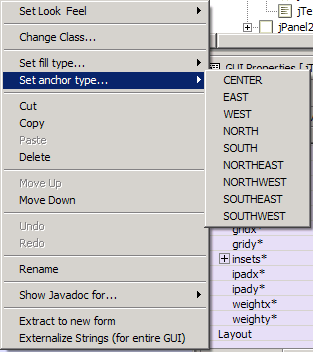 Set Look Feel
Change Class...
Set fill type...
Set anchor type...
Cut
Copy
Paste
Delete
Move Up
Move Down
Undo
Redo
Rename
Show Javadoc for...
Extract to new form
Externalize Strings (for entire GUI)
CENTER
EAST
WEST
NORTH
SOUTH
NORTHEAST
NORTHWEST
SOUTHEAST
SOUTHWEST
jTe
jPanel2
GUI Properties [ jT
gridx*
gridy*
insets*
ipadx*
ipady*
weightx*
weighty*
Layout